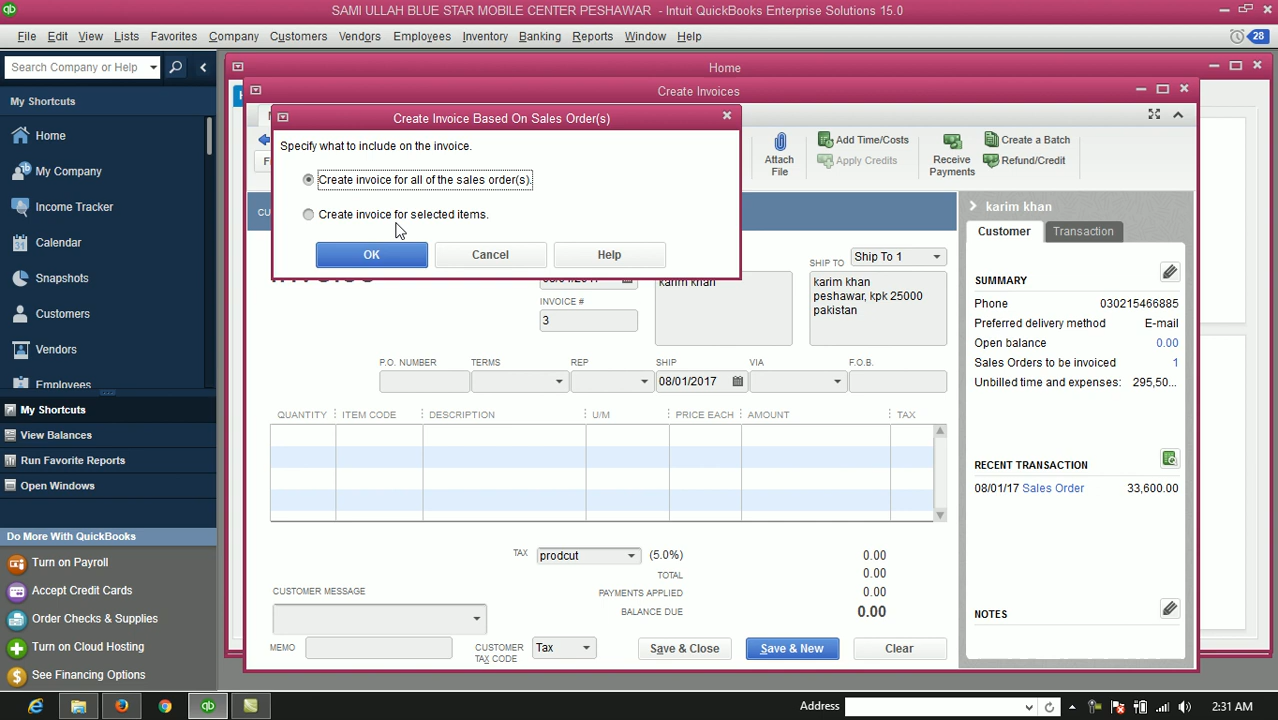 SAMI ULLAH BLUE STAR MOBILE CENTER PESHAWAR - Intuit QuickBooks Enterprise Solutions 15.0
File Edit View Lists Favorites Company Customers Vendors Employees Inventory Banking Reports Window Help
28
Search Company or Help
My Shortcuts
Home
My Company
Income Tracker
Calendar
Snapshots
Customers
Vendors
Employees
My Shortcuts
View Balances
Run Favorite Reports
Open Windows
Do More With QuickBooks
Turn on Payroll
Accept Credit Cards
Order Checks & Supplies
Turn on Cloud Hosting
See Financing Options
Home
Create Invoices
Create Invoice Based On Sales Order(s)
Specify what to include on the invoice.
Create invoice for all of the sales order(s).
Create invoice for selected items.
OK Cancel Help
Attach
File
Add Time/Costs
Apply Credits
Receive
Payments
Create a Batch
Refund/Credit
SHIP TO Ship To 1
INVOICE #
3
karim khan
karim khan
peshawar, kpk 25000
pakistan
P.O. NUMBER TERMS REP SHIP VIA F.O.B.
08/01/2017
QUANTITY ITEM CODE DESCRIPTION U/M PRICE EACH AMOUNT TAX
TAX prodcut (5.0%) 0.00
TOTAL 0.00
PAYMENTS APPLIED 0.00
BALANCE DUE 0.00
CUSTOMER MESSAGE
MEMO
CUSTOMER
TAX CODE
Tax
Save & Close Save & New Clear
karim khan
Customer Transaction
SUMMARY
Phone 030215466885
Preferred delivery method E-mail
Open balance 0.00
Sales Orders to be invoiced 1
Unbilled time and expenses: 295,50...
RECENT TRANSACTION
08/01/17 Sales Order 33,600.00
NOTES
Address
2:31 AM